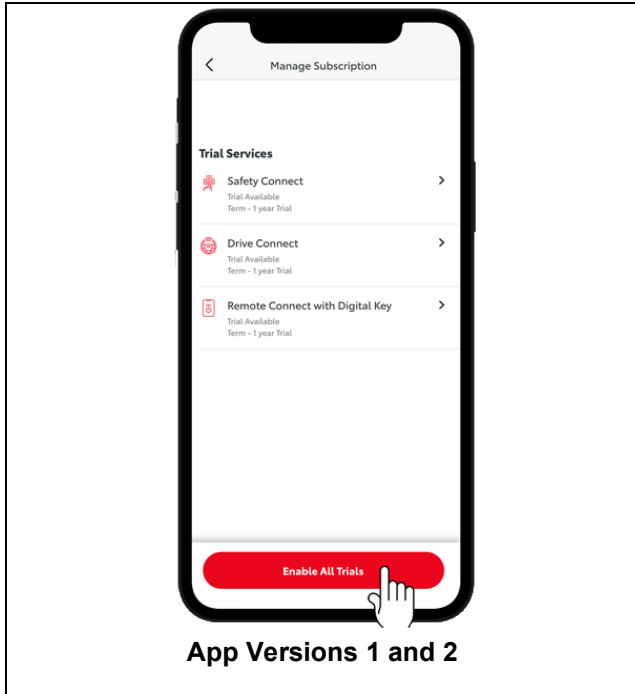 Manage Subscription
Trial Services
Safety Connect
Trial Available
Term - 1 year Trial
Drive Connect
Trial Available
Term - 1 year Trial
Remote Connect with Digital Key
Trial Available
Term - 1 year Trial
Enable All Trials
App Versions 1 and 2